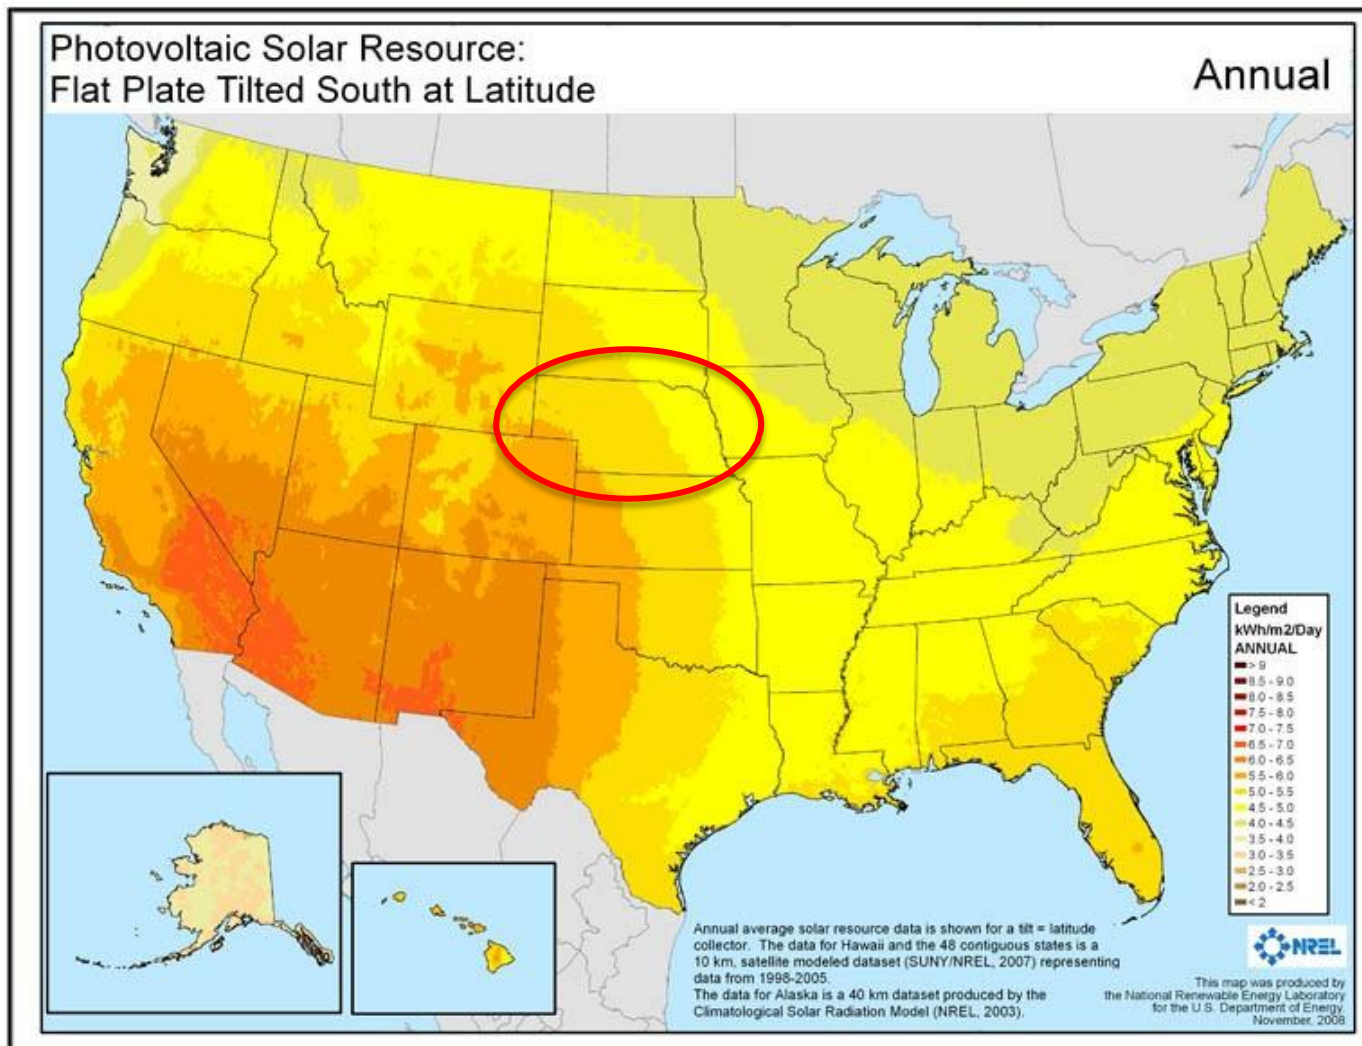 Photovoltaic Solar Resource:
Flat Plate Tilted South at Latitude
Annual
Legend
kWh/m2/Day
ANNUAL
> 9
8.5 - 9.0
8.0 - 8.5
7.5 - 8.0
7.0 - 7.5
6.5 - 7.0
6.0 - 6.5
5.5 - 6.0
5.0 - 5.5
4.5 - 5.0
4.0 - 4.5
3.5 - 4.0
3.0 - 3.5
2.5 - 3.0
2.0 - 2.5
< 2
Annual average solar resource data is shown for a tilt = latitude
collector. The data for Hawaii and the 48 contiguous states is a
10 km, satellite modeled dataset (SUNY/NREL, 2007) representing
data from 1998-2005.
The data for Alaska is a 40 km dataset produced by the
Climatological Solar Radiation Model (NREL, 2003).
NREL
This map was produced by
the National Renewable Energy Laboratory
for the U.S. Department of Energy.
November, 2008